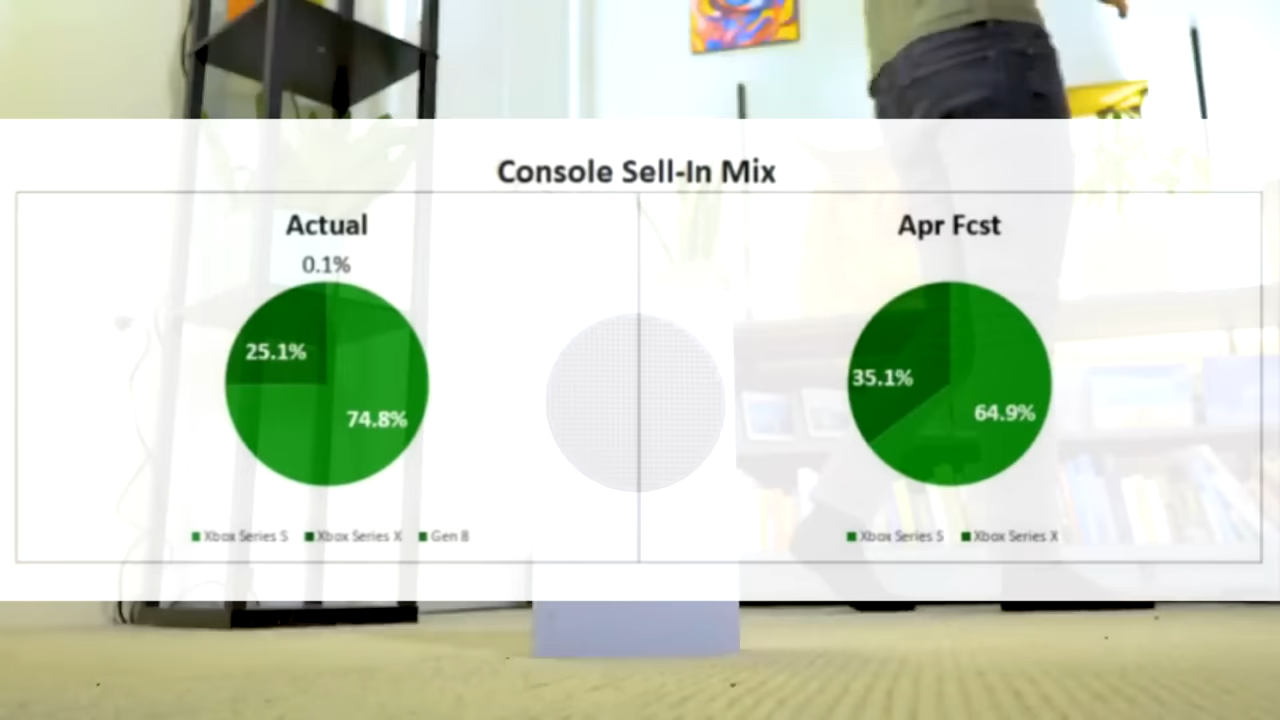 Console Sell-In Mix
Actual
0.1%
25.1%
74.8%
Xbox Series S
Xbox Series X
Gen 8
Apr Fcst
35.1%
64.9%
Xbox Series S
Xbox Series X